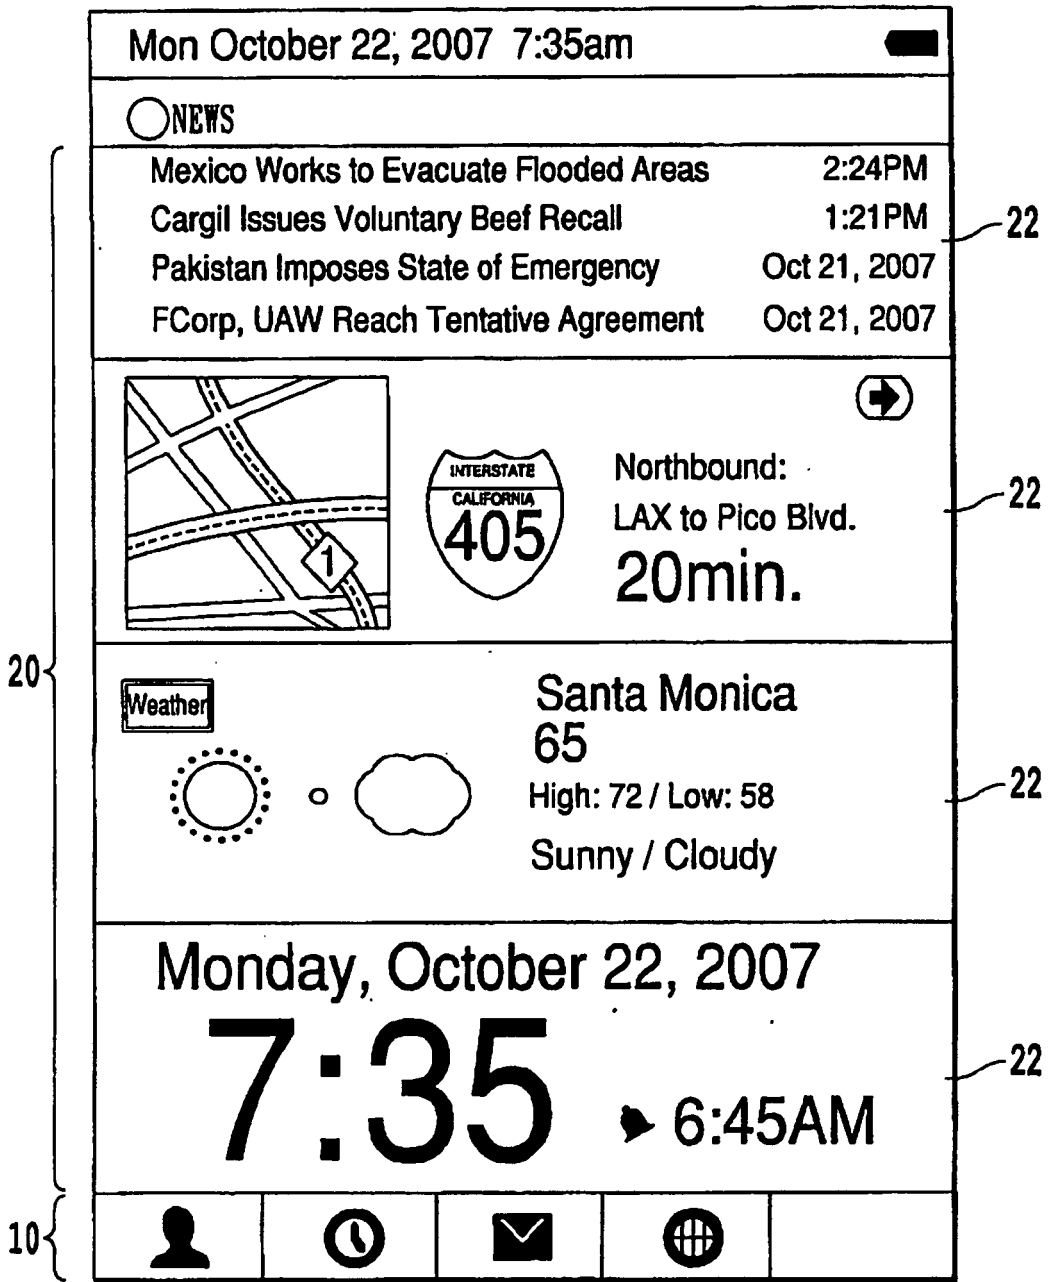 Mon October 22, 2007 7:35am
NEWS
Mexico Works to Evacuate Flooded Areas 2:24PM
Cargil Issues Voluntary Beef Recall 1:21PM
22
Pakistan Imposes State of Emergency Oct 21, 2007
FCorp, UAW Reach Tentative Agreement Oct 21, 2007
INTERSTATE
CALIFORNIA
405
1
Northbound:
LAX to Pico Blvd.
20min.
22
20
Weather
Santa Monica
65
High: 72 / Low: 58
Sunny / Cloudy
22
Monday, October 22, 2007
7:35
6:45AM
22
10